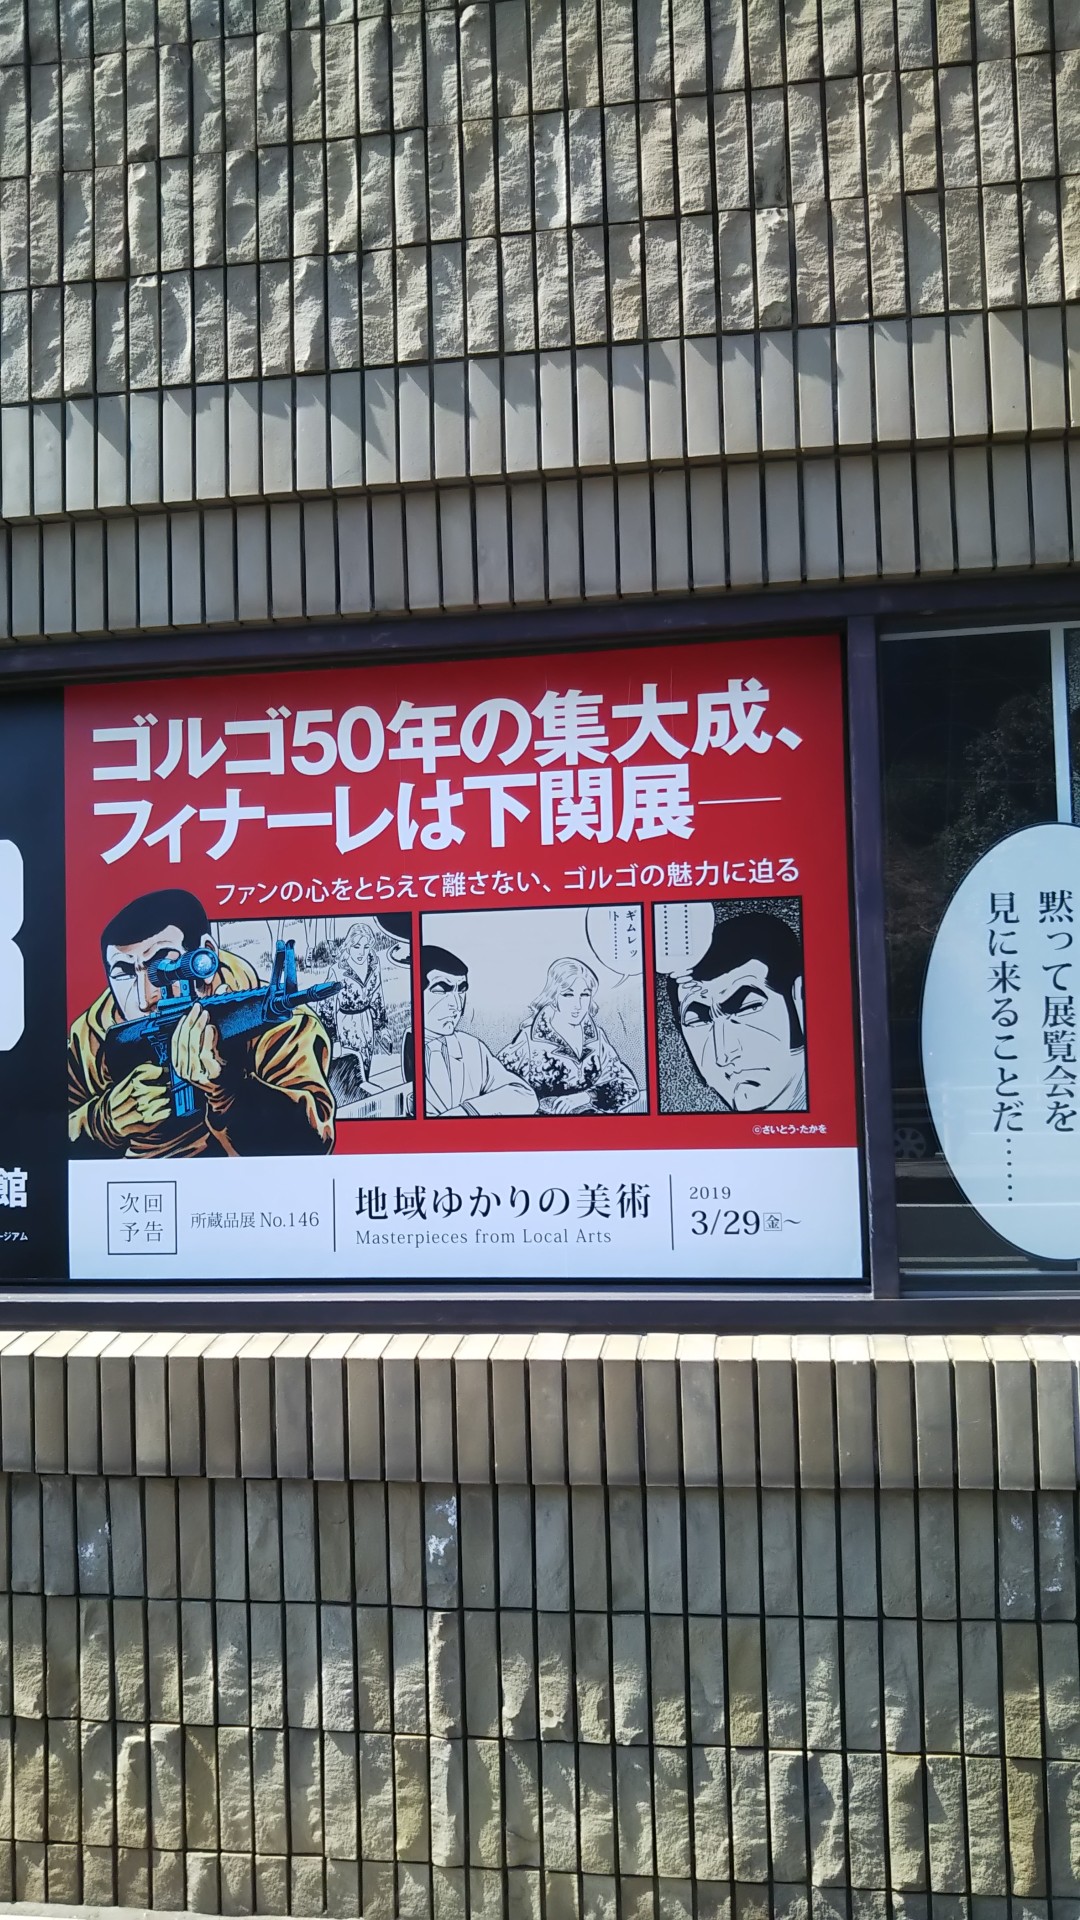 ゴルゴ50年の集大成、
フィナーレは下関展──
ファンの心をとらえて離さない、ゴルゴの魅力に迫る
ギムレッ
ト…………
…………
…………
©さいとう・たかを
次回
予告
所蔵品展 No.146
地域ゆかりの美術
Masterpieces from Local Arts
2019
3/29金～
館
ージアム
黙って展覧会を
見に来ることだ……